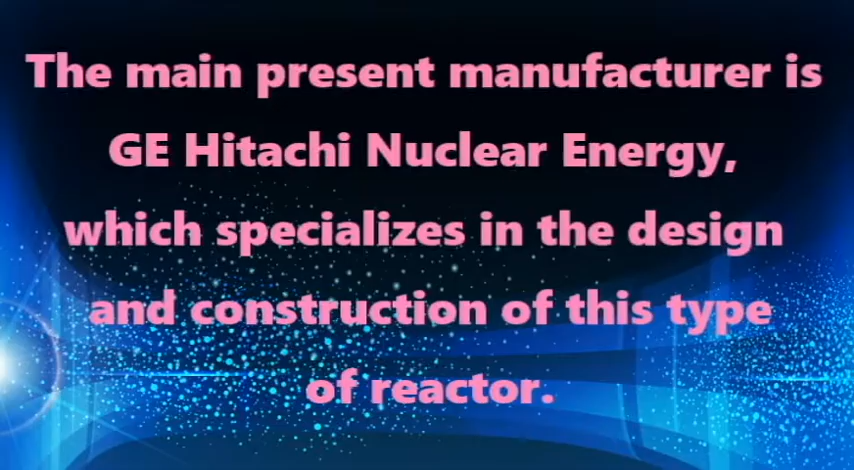 The main present manufacturer is
GE Hitachi Nuclear Energy,
which specializes in the design
and construction of this type
of reactor.